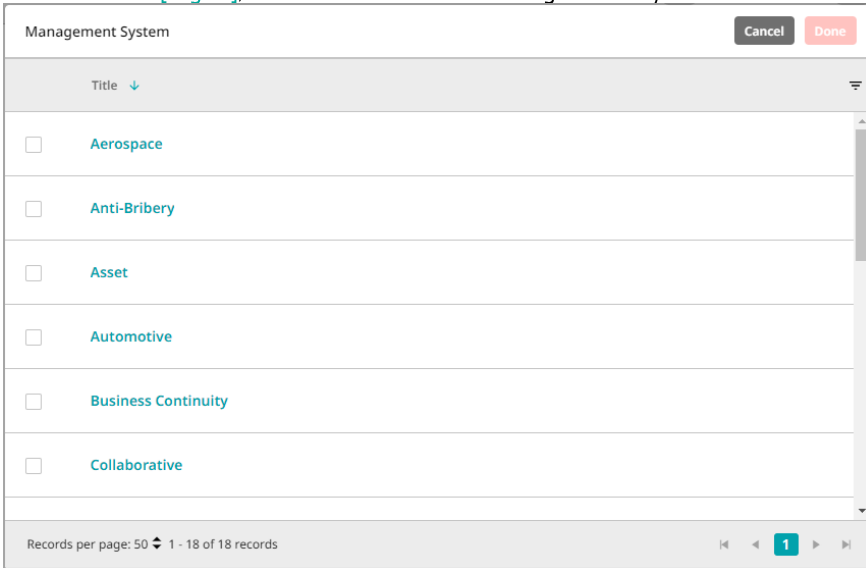 Management System
Cancel
Done
Title
Aerospace
Anti-Bribery
Asset
Automotive
Business Continuity
Collaborative
Records per page: 50 1 - 18 of 18 records
1